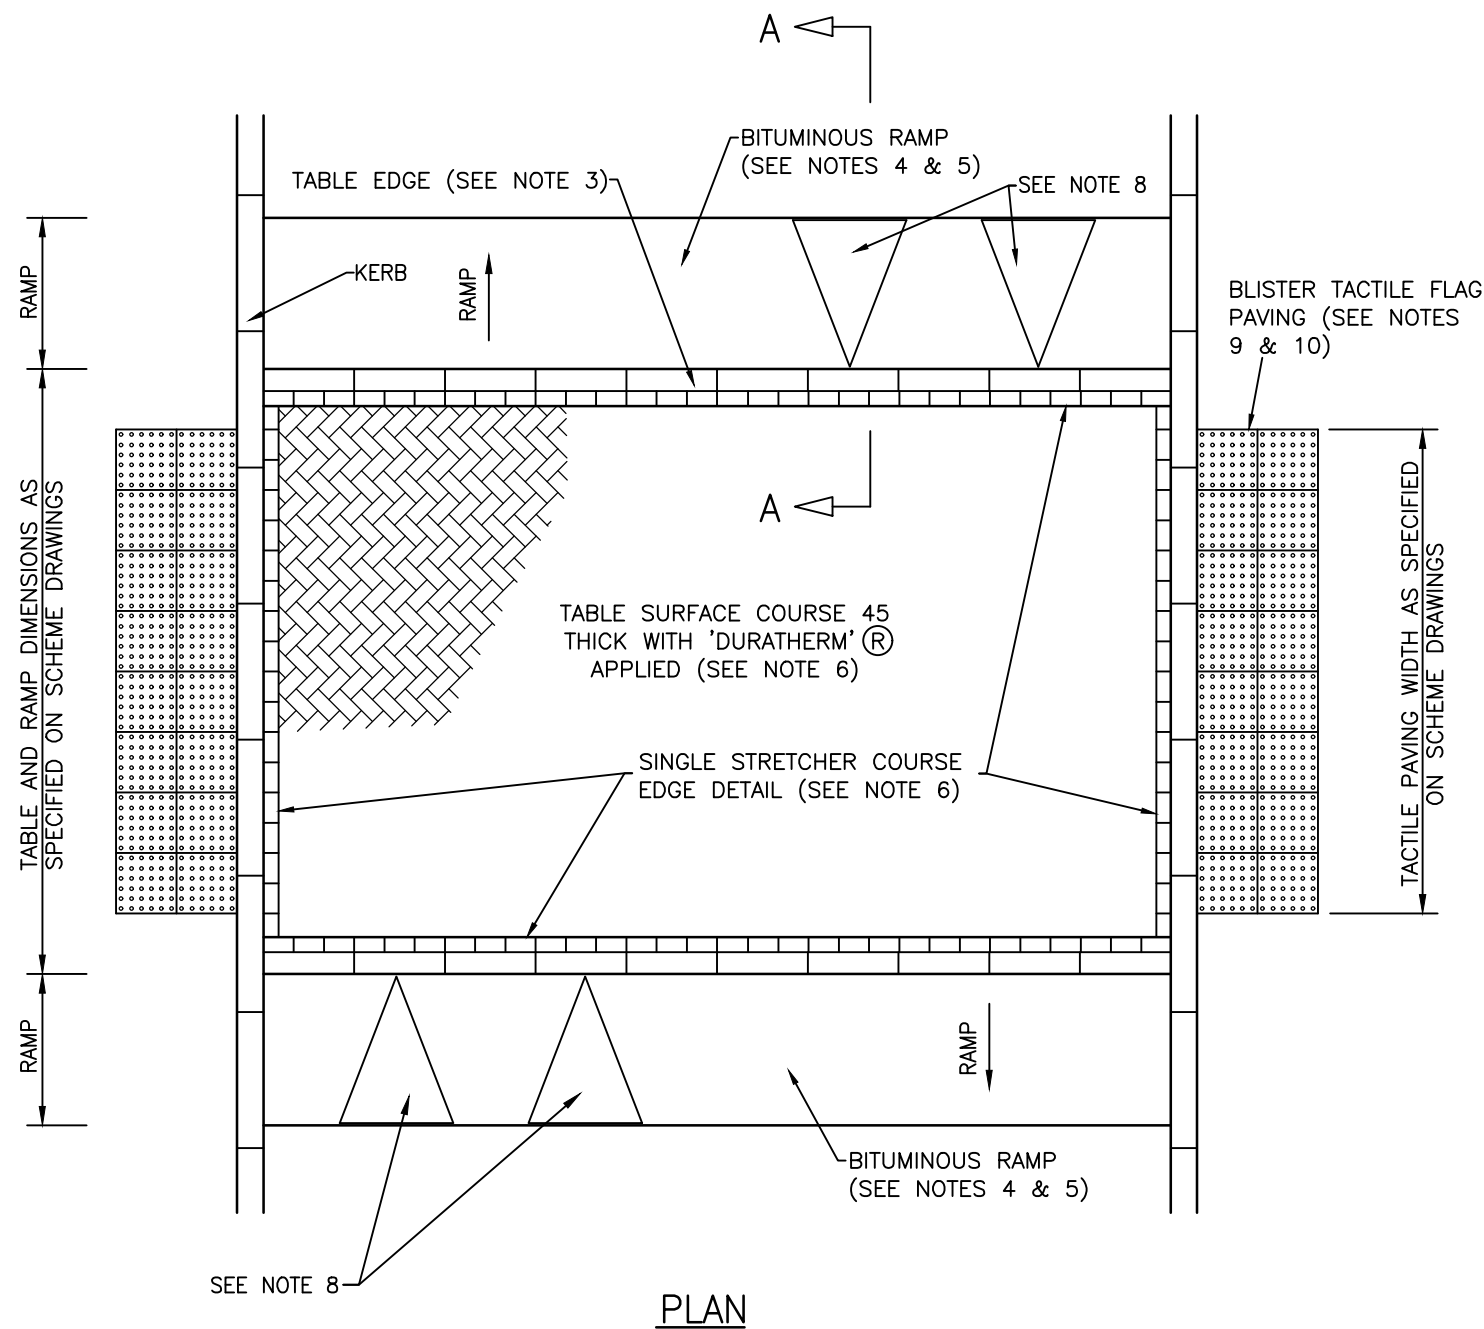 A
BITUMINOUS RAMP
(SEE NOTES 4 & 5)
TABLE EDGE (SEE NOTE 3)
SEE NOTE 8
RAMP
KERB
RAMP
BLISTER TACTILE FLAG
PAVING (SEE NOTES
9 & 10)
A
TABLE AND RAMP DIMENSIONS AS
SPECIFIED ON SCHEME DRAWINGS
TABLE SURFACE COURSE 45
THICK WITH 'DURATHERM' ®
APPLIED (SEE NOTE 6)
TACTILE PAVING WIDTH AS SPECIFIED
ON SCHEME DRAWINGS
SINGLE STRETCHER COURSE
EDGE DETAIL (SEE NOTE 6)
RAMP
RAMP
BITUMINOUS RAMP
(SEE NOTES 4 & 5)
SEE NOTE 8
PLAN